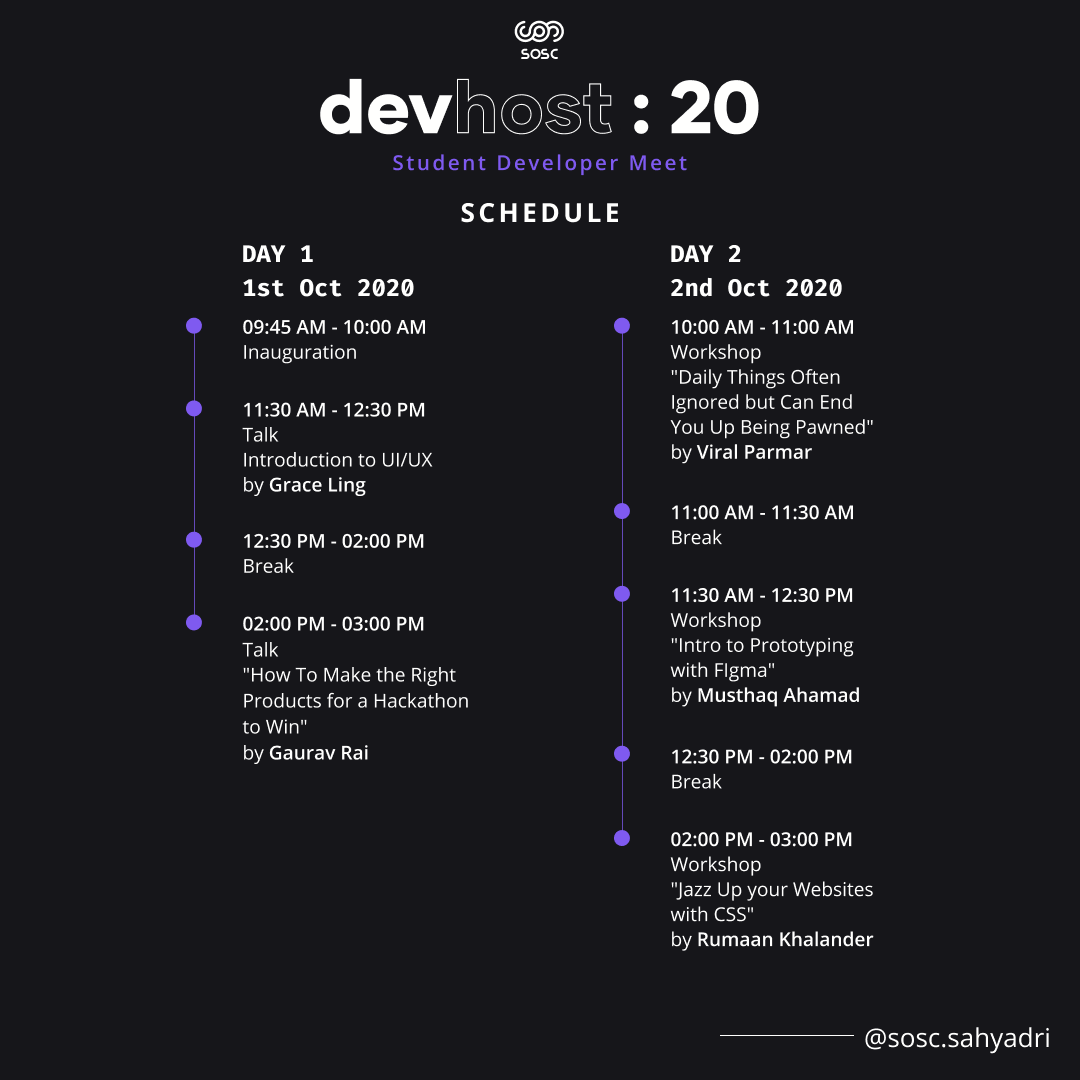 SOSC
devhost : 20
Student Developer Meet
SCHEDULE
DAY 1
1st Oct 2020
09:45 AM - 10:00 AM
Inauguration
11:30 AM - 12:30 PM
Talk
Introduction to UI/UX
by Grace Ling
12:30 PM - 02:00 PM
Break
02:00 PM - 03:00 PM
Talk
"How To Make the Right
Products for a Hackathon
to Win"
by Gaurav Rai
DAY 2
2nd Oct 2020
10:00 AM - 11:00 AM
Workshop
"Daily Things Often
Ignored but Can End
You Up Being Pawned"
by Viral Parmar
11:00 AM - 11:30 AM
Break
11:30 AM - 12:30 PM
Workshop
"Intro to Prototyping
with FIgma"
by Musthaq Ahamad
12:30 PM - 02:00 PM
Break
02:00 PM - 03:00 PM
Workshop
"Jazz Up your Websites
with CSS"
by Rumaan Khalander
@sosc.sahyadri